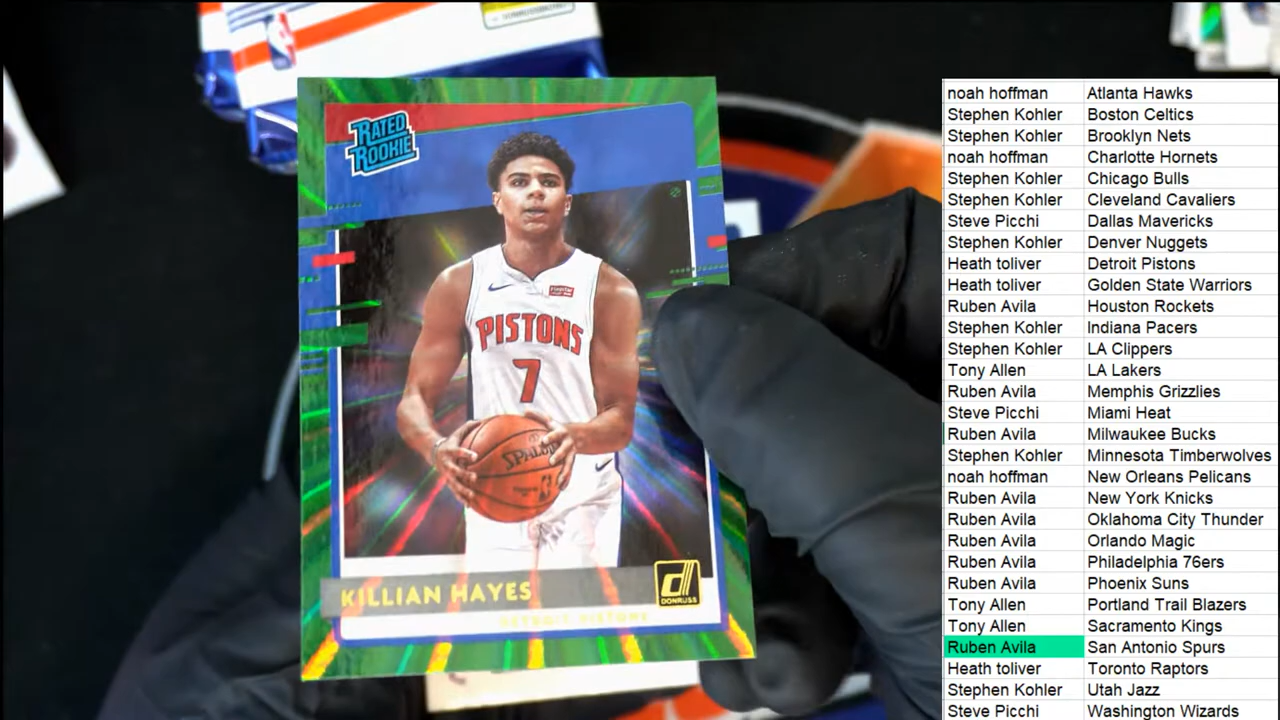 RATED
ROOKIE
PISTONS
7
SPALDING
KILLIAN HAYES
DETROIT PISTONS
DONRUSS
noah hoffman Atlanta Hawks
Stephen Kohler Boston Celtics
Stephen Kohler Brooklyn Nets
noah hoffman Charlotte Hornets
Stephen Kohler Chicago Bulls
Stephen Kohler Cleveland Cavaliers
Steve Picchi Dallas Mavericks
Stephen Kohler Denver Nuggets
Heath toliver Detroit Pistons
Heath toliver Golden State Warriors
Ruben Avila Houston Rockets
Stephen Kohler Indiana Pacers
Stephen Kohler LA Clippers
Tony Allen LA Lakers
Ruben Avila Memphis Grizzlies
Steve Picchi Miami Heat
Ruben Avila Milwaukee Bucks
Stephen Kohler Minnesota Timberwolves
noah hoffman New Orleans Pelicans
Ruben Avila New York Knicks
Ruben Avila Oklahoma City Thunder
Ruben Avila Orlando Magic
Ruben Avila Philadelphia 76ers
Ruben Avila Phoenix Suns
Tony Allen Portland Trail Blazers
Tony Allen Sacramento Kings
Ruben Avila San Antonio Spurs
Heath toliver Toronto Raptors
Stephen Kohler Utah Jazz
Steve Picchi Washington Wizards